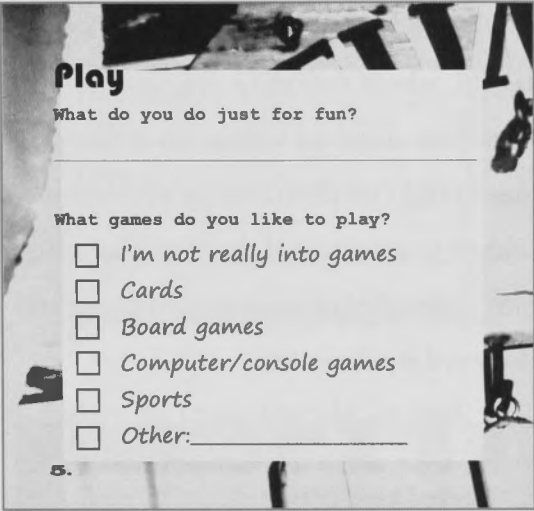 Play
What do you do just for fun?
What games do you like to play?
I'm not really into games
Cards
Board games
Computer/console games
Sports
Other:
5.